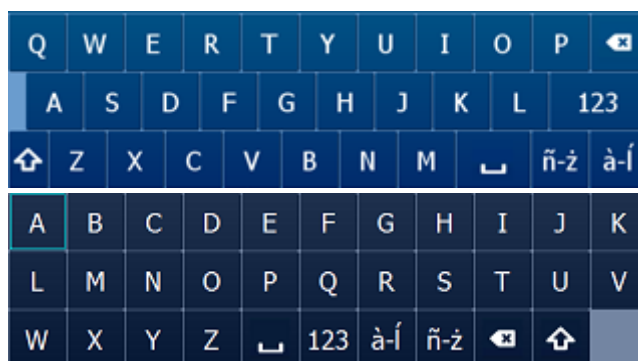 Q W E R T Y U I O P
A S D F G H J K L 123
Z X C V B N M ñ-ż à-Í
A B C D E F G H I J K
L M N O P Q R S T U V
W X Y Z 123 à-Í ñ-ż